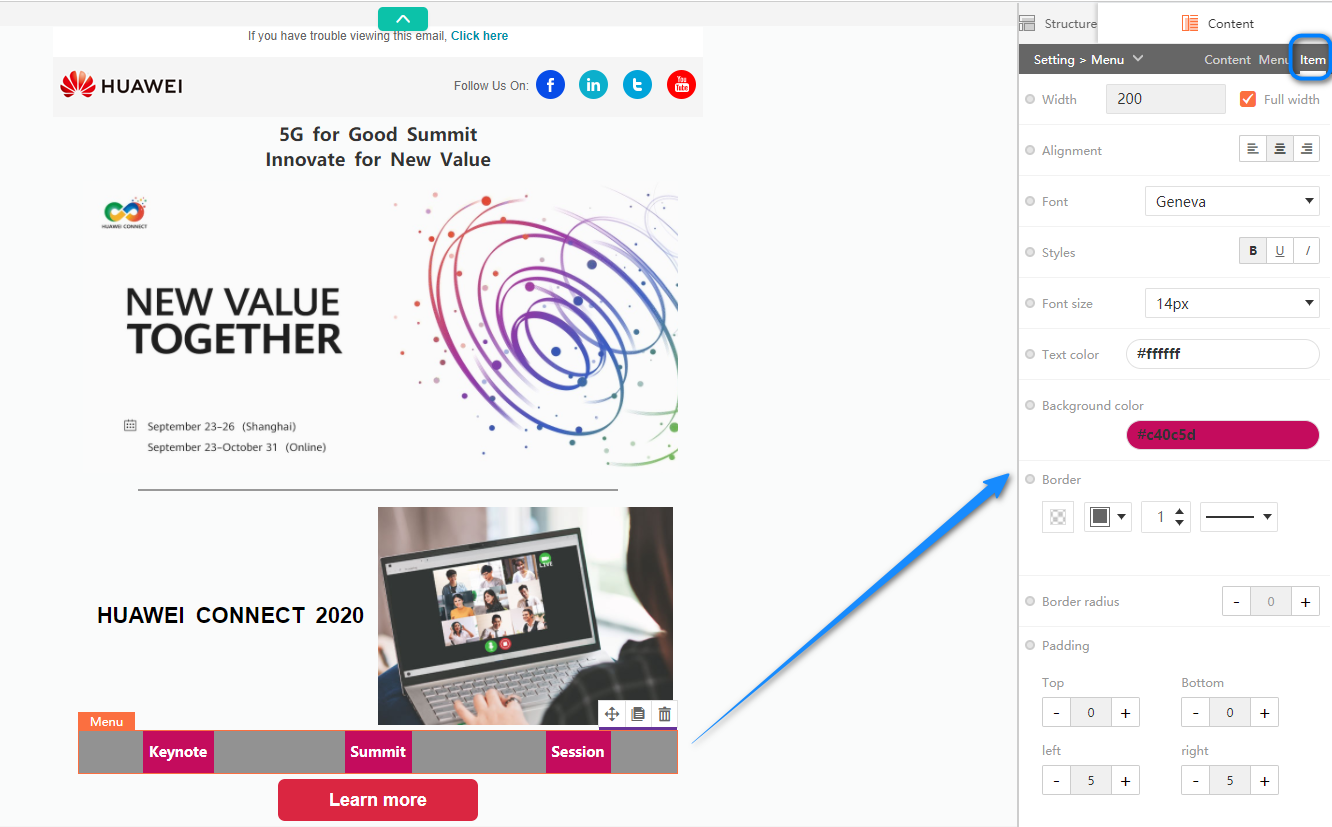 If you have trouble viewing this email, Click here
HUAWEI
Follow Us On:
f
in
t
You
Tube
5G for Good Summit
Innovate for New Value
HUAWEI CONNECT
NEW VALUE
TOGETHER
September 23–26 (Shanghai)
September 23–October 31 (Online)
LIVE
HUAWEI CONNECT 2020
Menu
Keynote
Summit
Session
Learn more
Structure
Content
Setting > Menu
Content
Menu
Item
Width
200
Full width
Alignment
Font
Geneva
Styles
B
U
I
Font size
14px
Text color
#ffffff
Background color
#c40c5d
Border
1
Border radius
- 0 +
Padding
Top
Bottom
- 0 +
- 0 +
left
right
- 5 +
- 5 +